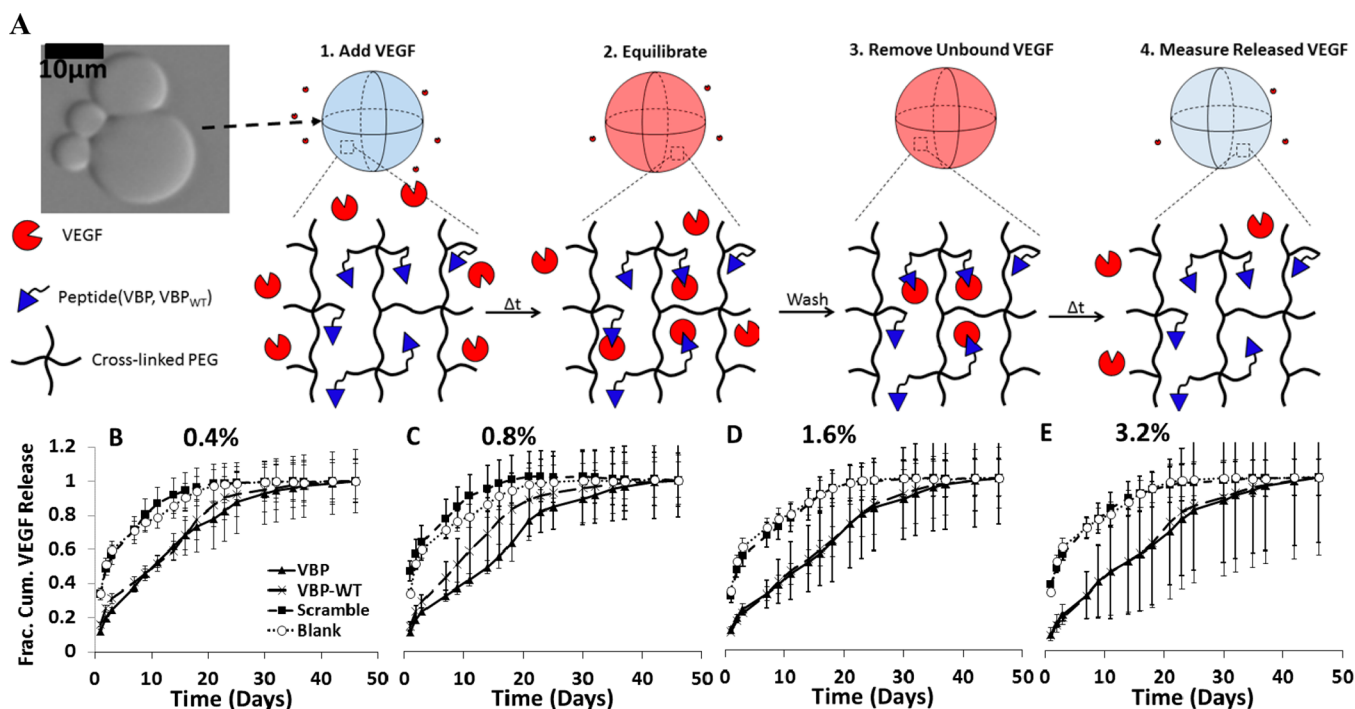 A
10μm
1. Add VEGF
2. Equilibrate
3. Remove Unbound VEGF
4. Measure Released VEGF
VEGF
Peptide(VBP, VBPWT)
Cross-linked PEG
Δt
Wash
Δt
B 0.4%
C 0.8%
D 1.6%
E 3.2%
Frac. Cum. VEGF Release
1.2
1
0.8
0.6
0.4
0.2
0
VBP
VBP-WT
Scramble
Blank
0 10 20 30 40 50
0 10 20 30 40 50
0 10 20 30 40 50
0 10 20 30 40 50
Time (Days)
Time (Days)
Time (Days)
Time (Days)